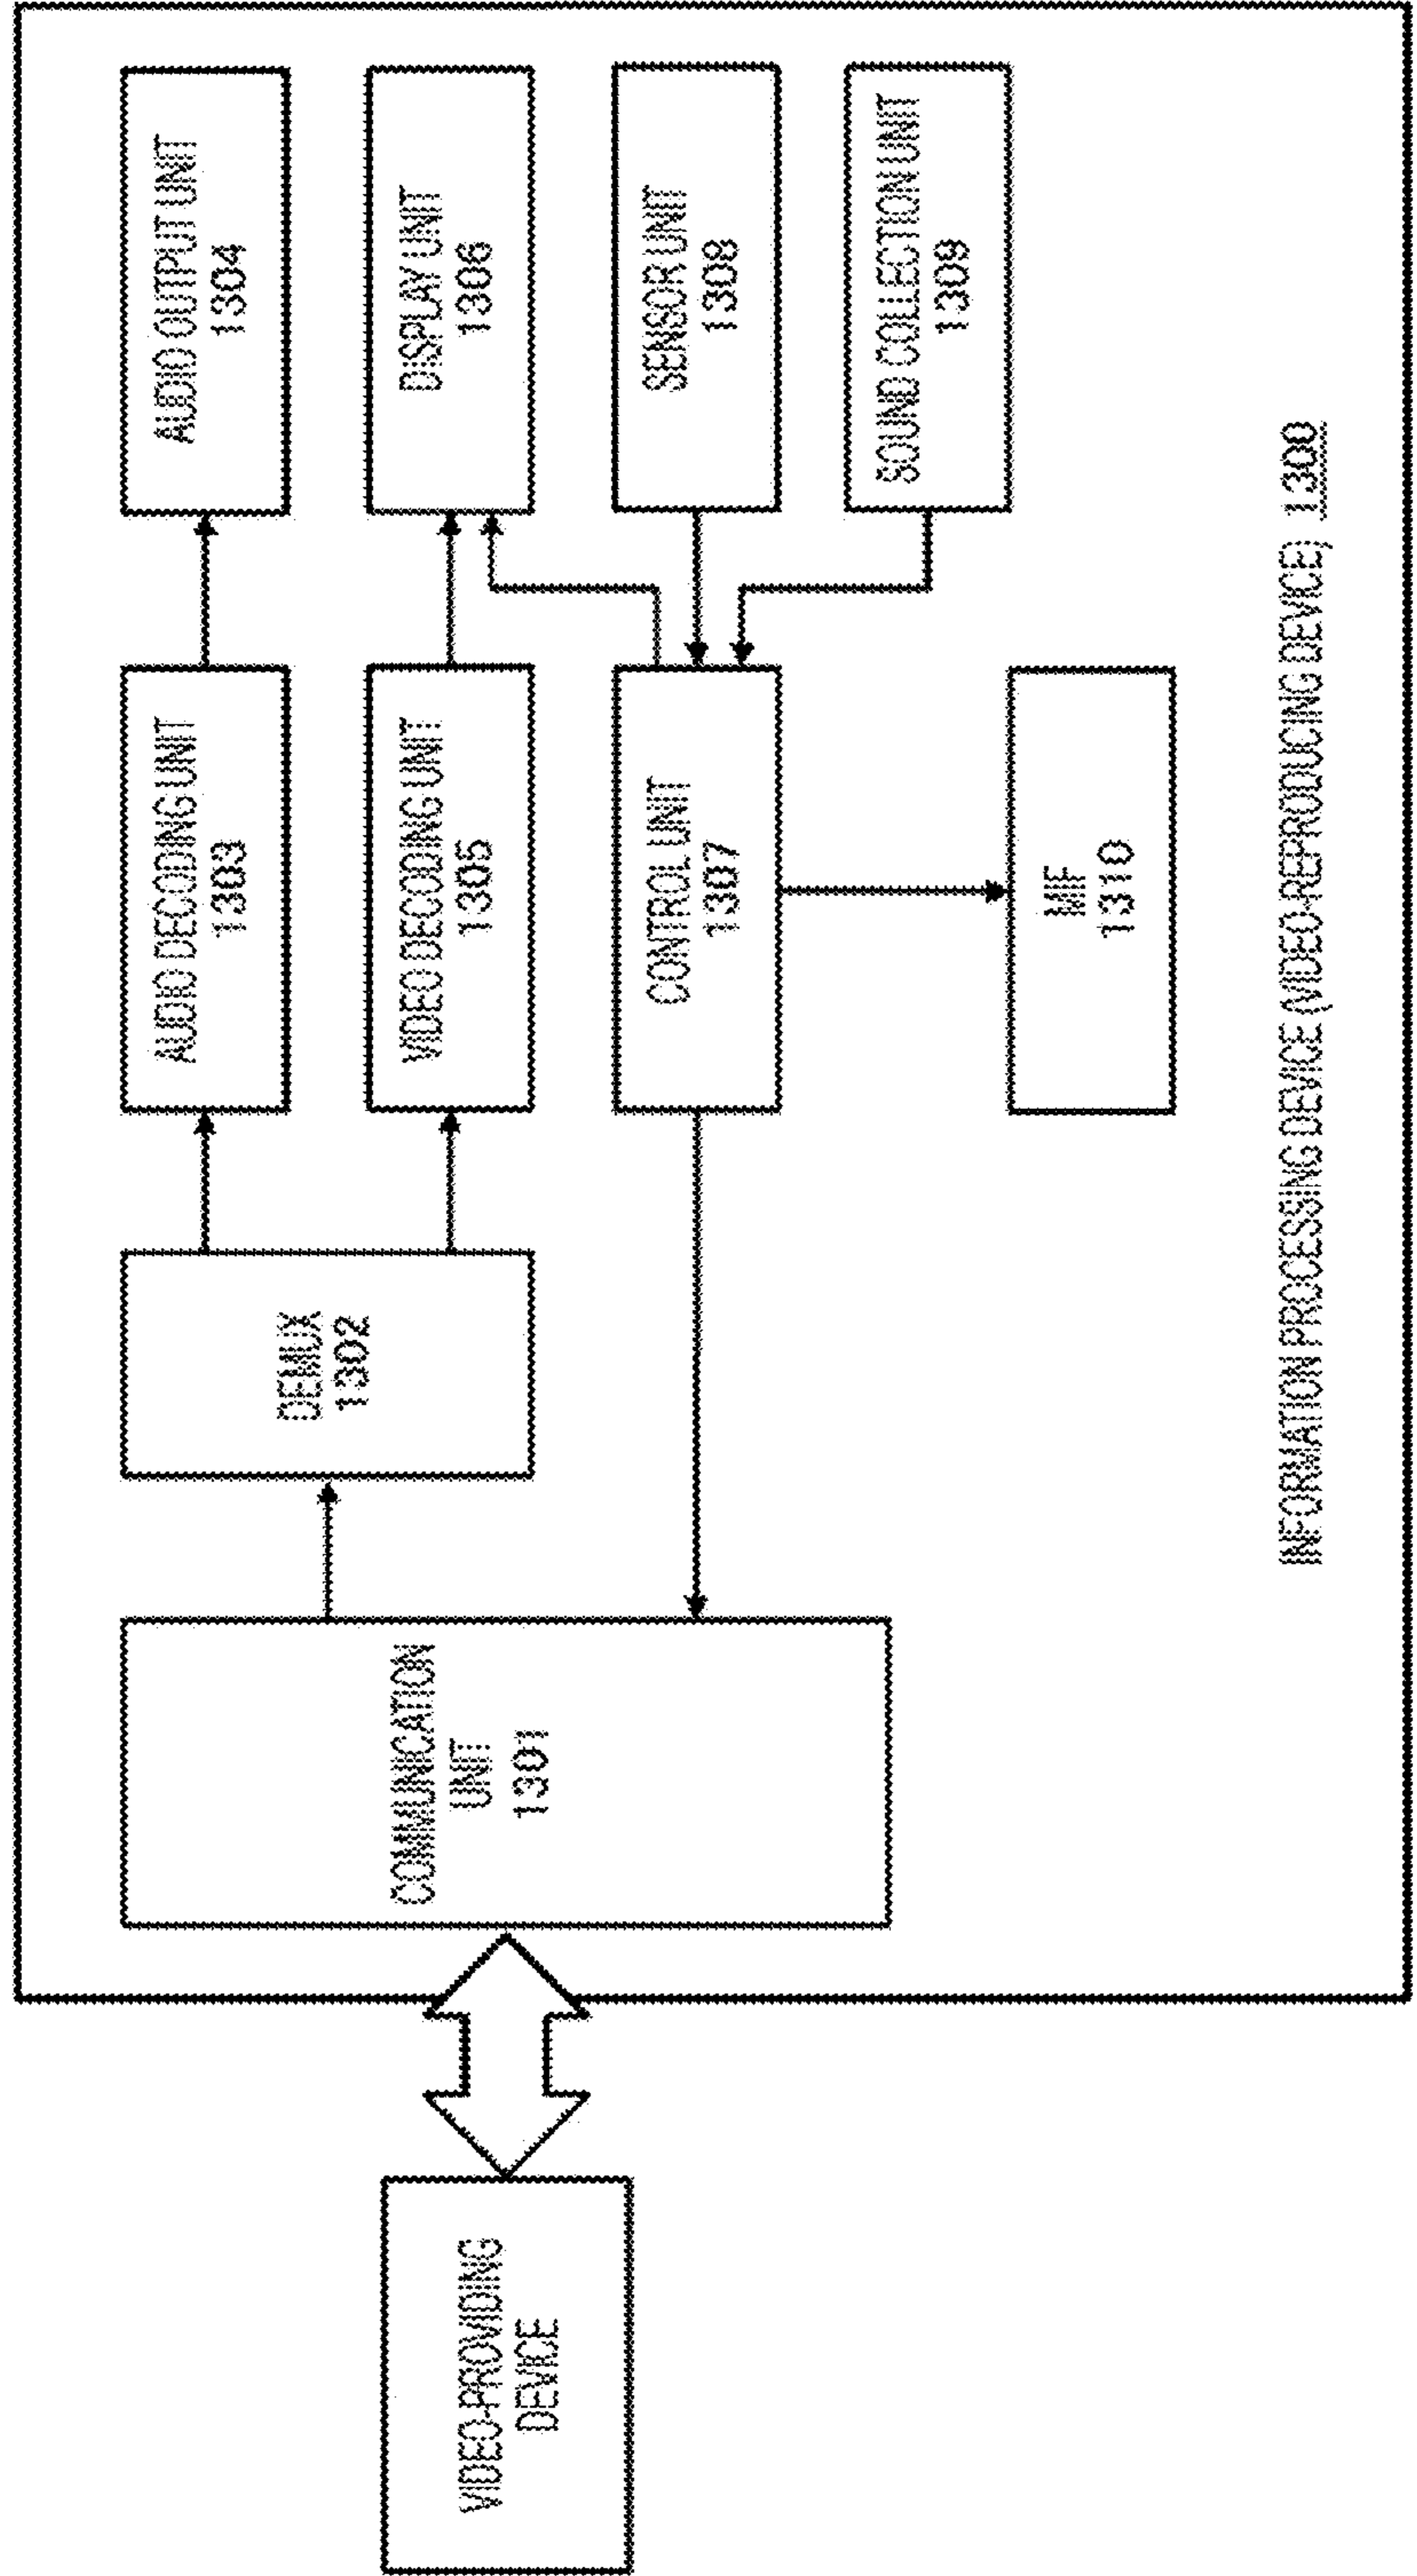 VIDEO-PROVIDING
DEVICE
COMMUNICATION
UNIT
1301
DEMUX
1302
AUDIO DECODING UNIT
1303
AUDIO OUTPUT UNIT
1304
VIDEO DECODING UNIT
1305
DISPLAY UNIT
1306
CONTROL UNIT
1307
SENSOR UNIT
1308
SOUND COLLECTION UNIT
1309
MIF
1310
INFORMATION PROCESSING DEVICE (VIDEO-REPRODUCING DEVICE) 1300